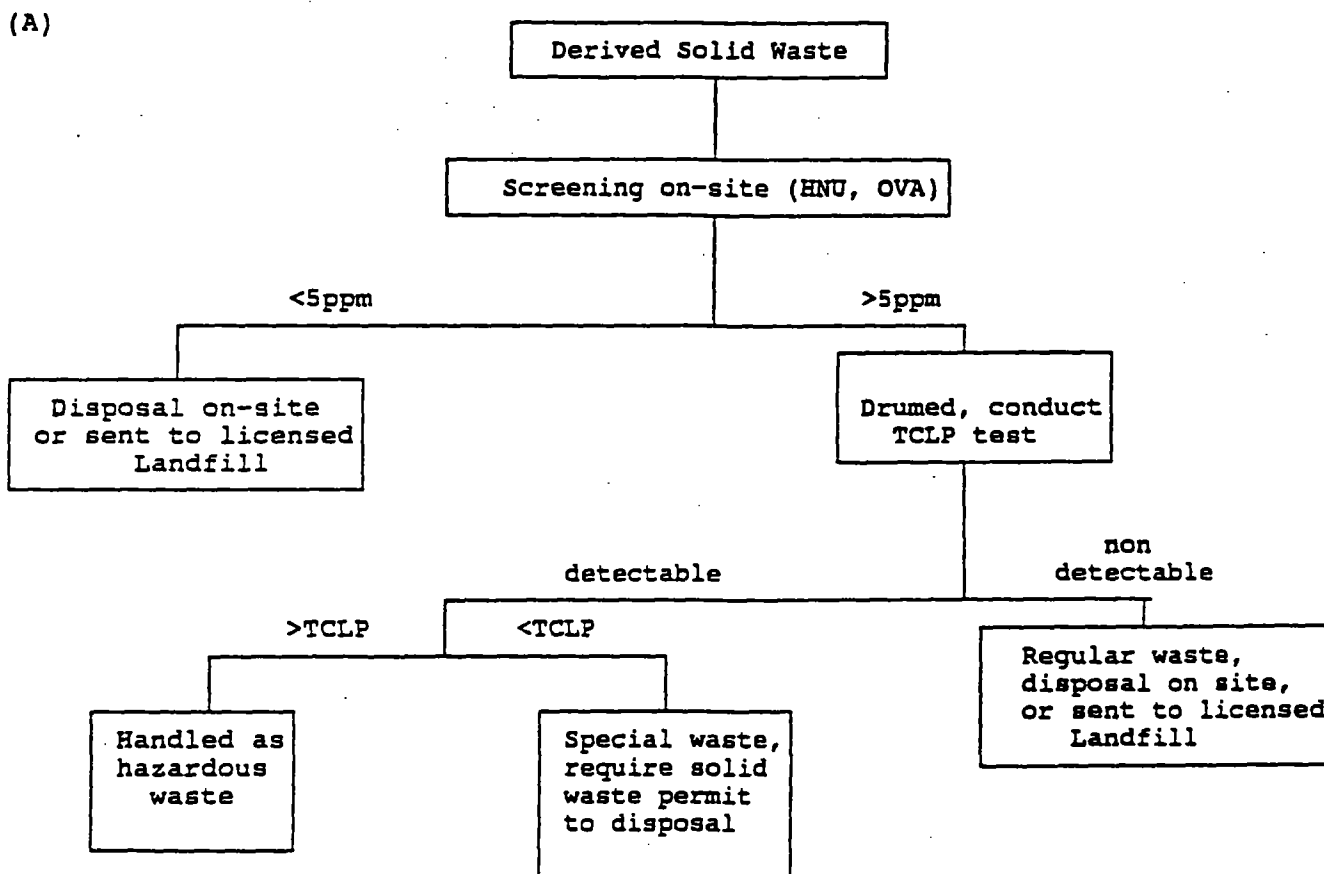 (A)
Derived Solid Waste
Screening on-site (HNU, OVA)
<5ppm
>5ppm
Disposal on-site
or sent to licensed
Landfill
Drumed, conduct
TCLP test
detectable
non
detectable
>TCLP
<TCLP
Handled as
hazardous
waste
Special waste,
require solid
waste permit
to disposal
Regular waste,
disposal on site,
or sent to licensed
Landfill